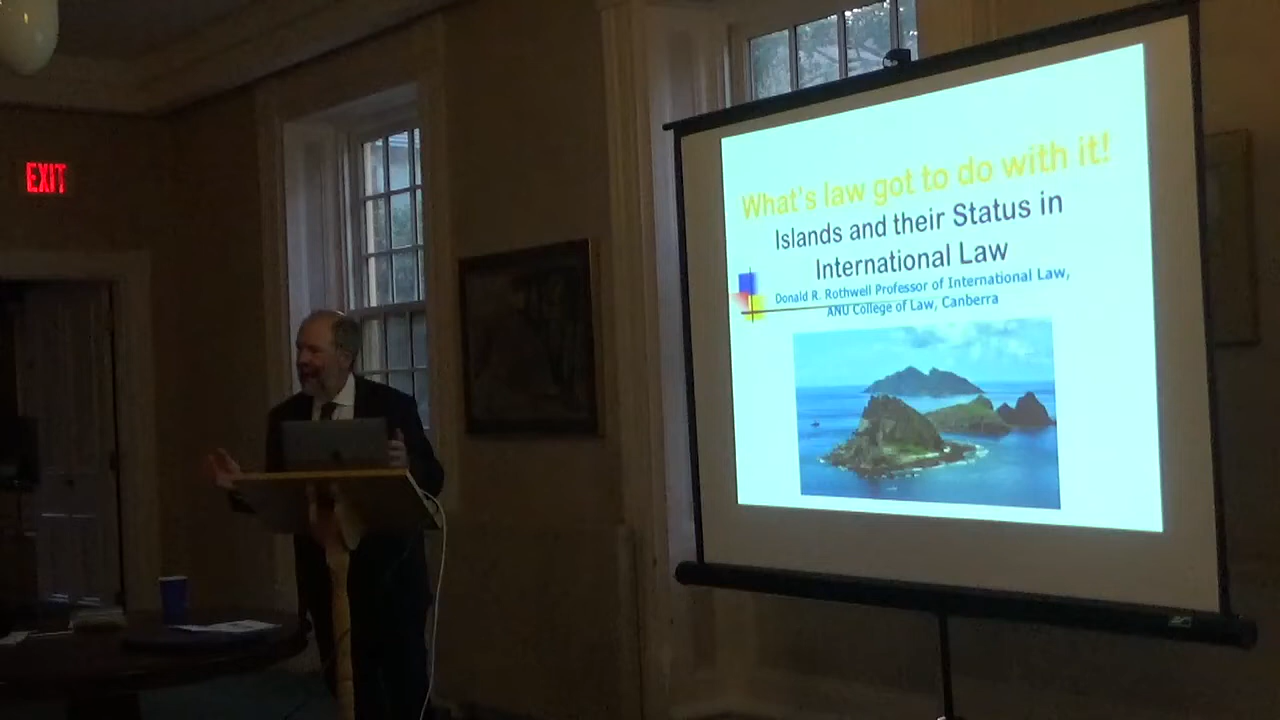 EXIT
What's law got to do with it!
Islands and their Status in
International Law
Donald R. Rothwell Professor of International Law,
ANU College of Law, Canberra